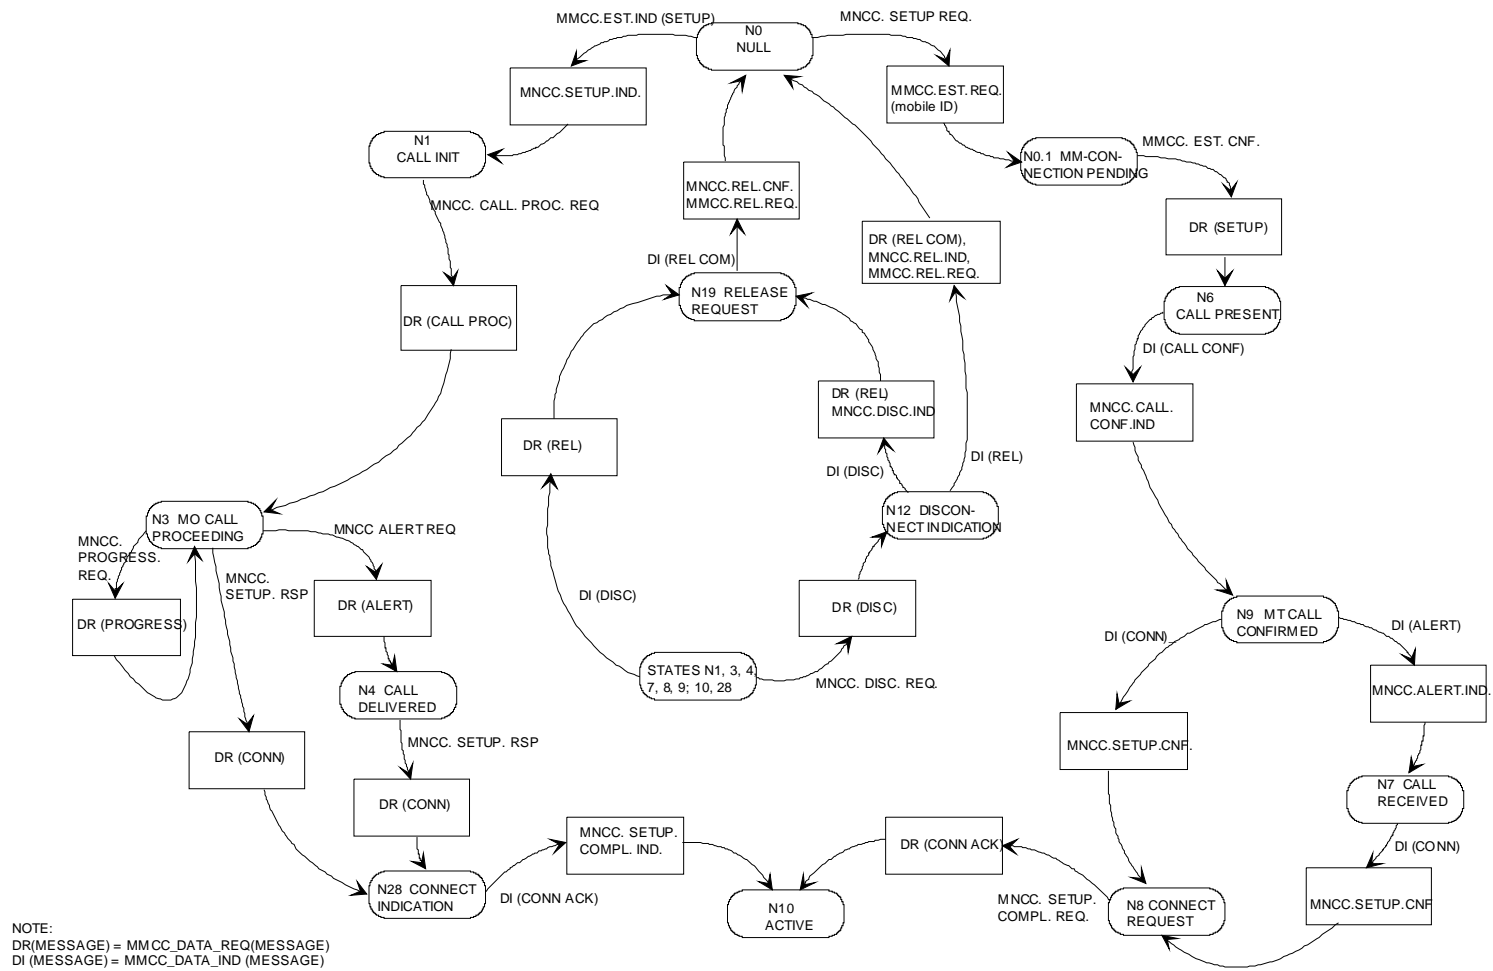 MMCC.EST.IND (SETUP)
N0
NULL
MNCC. SETUP REQ.
MNCC.SETUP.IND.
MMCC.EST.REQ.
(mobile ID)
N1
CALL INIT
N0.1 MM-CON-
NECTION PENDING
MMCC. EST. CNF.
MNCC. CALL. PROC. REQ
MNCC.REL.CNF.
MMCC.REL.REQ.
DR (SETUP)
DR (REL COM),
MNCC.REL.IND,
MMCC.REL.REQ.
DI (REL COM)
N19 RELEASE
REQUEST
N6
CALL PRESENT
DR (CALL PROC)
DI (CALL CONF)
DR (REL)
MNCC.DISC.IND
MNCC.CALL.
CONF.IND
DR (REL)
DI (DISC)
DI (REL)
N3 MO CALL
PROCEEDING
MNCC ALERT REQ
N12 DISCON-
NECT INDICATION
MNCC.
PROGRESS.
REQ.
MNCC.
SETUP. RSP
DI (DISC)
DR (PROGRESS)
DR (ALERT)
DR (DISC)
N9 MT CALL
CONFIRMED
DI (CONN)
DI (ALERT)
STATES N1, 3, 4,
7, 8, 9; 10, 28
MNCC. DISC. REQ.
N4 CALL
DELIVERED
MNCC.ALERT.IND.
MNCC. SETUP. RSP
DR (CONN)
MNCC.SETUP.CNF.
N7 CALL
RECEIVED
DR (CONN)
MNCC. SETUP.
COMPL. IND.
DR (CONN ACK)
DI (CONN)
N28 CONNECT
INDICATION
DI (CONN ACK)
N10
ACTIVE
MNCC. SETUP.
COMPL. REQ.
N8 CONNECT
REQUEST
MNCC.SETUP.CNF
NOTE:
DR(MESSAGE) = MMCC_DATA_REQ(MESSAGE)
DI (MESSAGE) = MMCC_DATA_IND (MESSAGE)